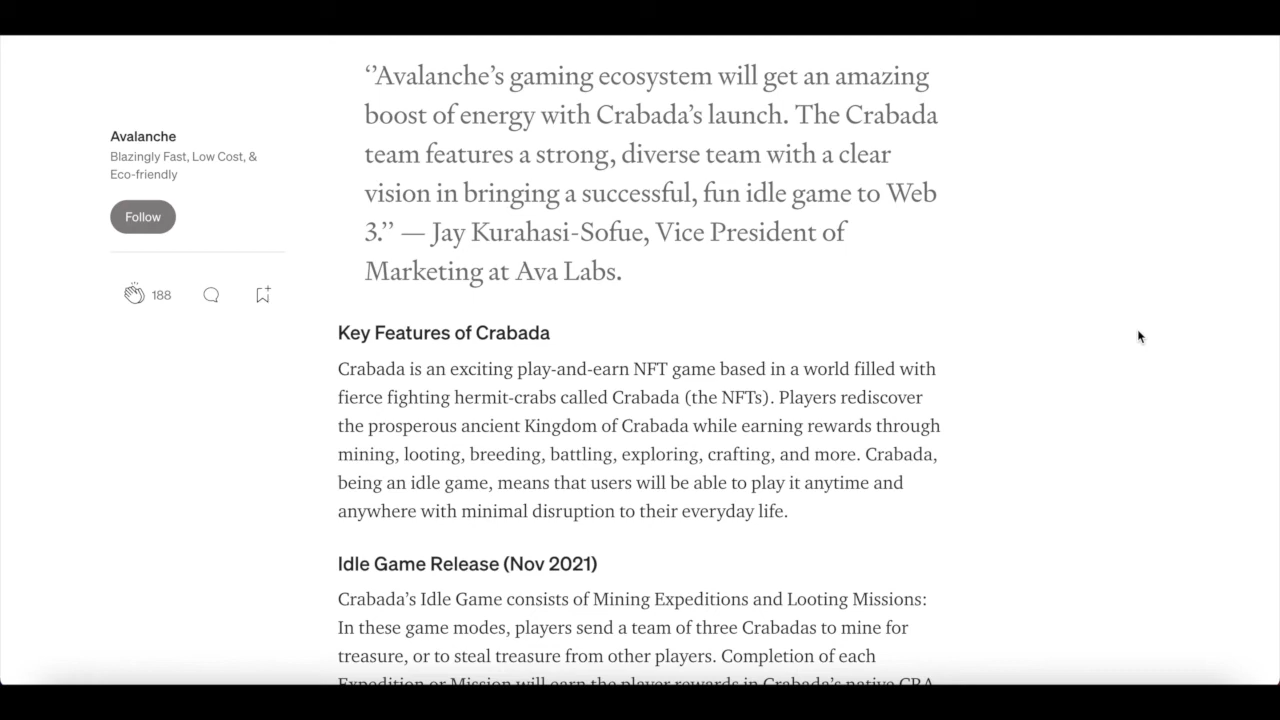 ‘’Avalanche’s gaming ecosystem will get an amazing
boost of energy with Crabada’s launch. The Crabada
team features a strong, diverse team with a clear
vision in bringing a successful, fun idle game to Web
3.’’ — Jay Kurahasi-Sofue, Vice President of
Marketing at Ava Labs.
Avalanche
Blazingly Fast, Low Cost, &
Eco-friendly
Follow
188
Key Features of Crabada
Crabada is an exciting play-and-earn NFT game based in a world filled with
fierce fighting hermit-crabs called Crabada (the NFTs). Players rediscover
the prosperous ancient Kingdom of Crabada while earning rewards through
mining, looting, breeding, battling, exploring, crafting, and more. Crabada,
being an idle game, means that users will be able to play it anytime and
anywhere with minimal disruption to their everyday life.
Idle Game Release (Nov 2021)
Crabada’s Idle Game consists of Mining Expeditions and Looting Missions:
In these game modes, players send a team of three Crabadas to mine for
treasure, or to steal treasure from other players. Completion of each
Expedition or Mission will earn the player rewards in Crabada’s native CRA